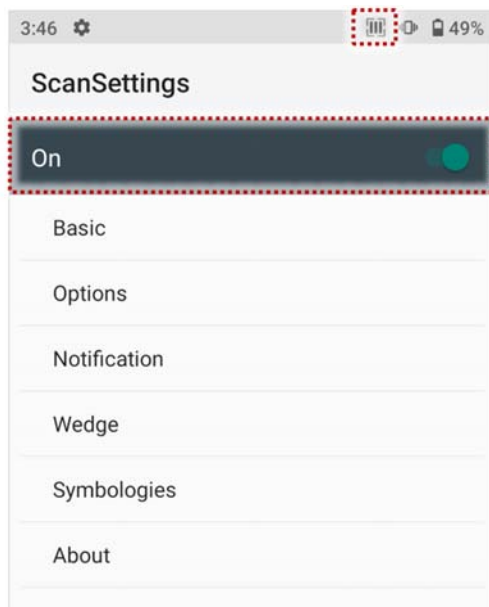 3:46 49%
ScanSettings
On
Basic
Options
Notification
Wedge
Symbologies
About